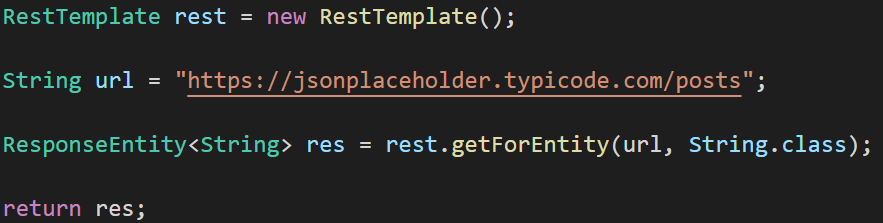 RestTemplate rest = new RestTemplate();
String url = "https://jsonplaceholder.typicode.com/posts";
ResponseEntity<String> res = rest.getForEntity(url, String.class);
return res;